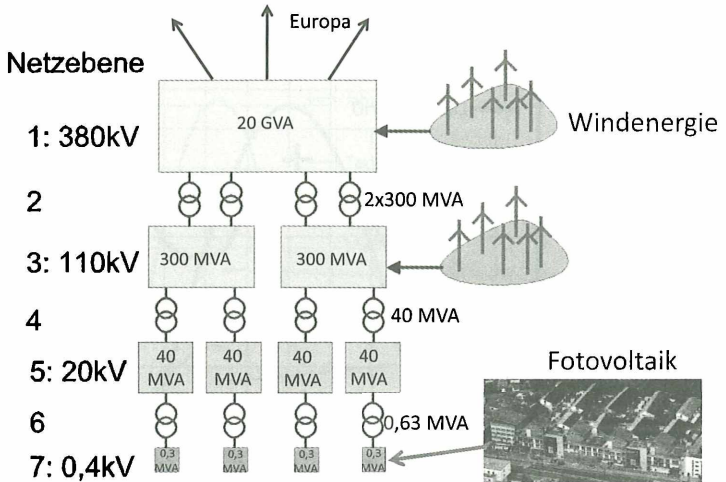 Europa
Netzebene
20 GVA
1: 380kV
Windenergie
2
2x300 MVA
3: 110kV
300 MVA
300 MVA
4
40 MVA
5: 20kV
40
MVA
40
MVA
40
MVA
40
MVA
Fotovoltaik
6
0,63 MVA
7: 0,4kV
0,3
MVA
0,3
MVA
0,3
MVA
0,3
MVA